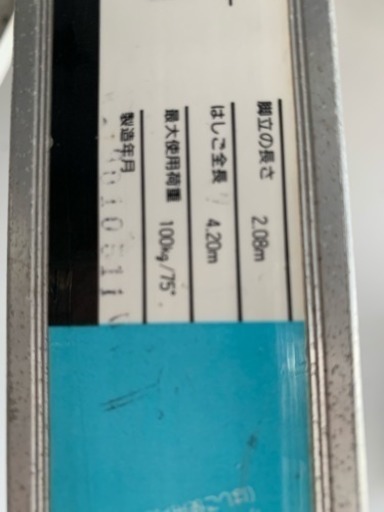 脚立の長さ 2.08m
はしご全長 4.20m
最大使用荷重 100kg/75°
製造年月